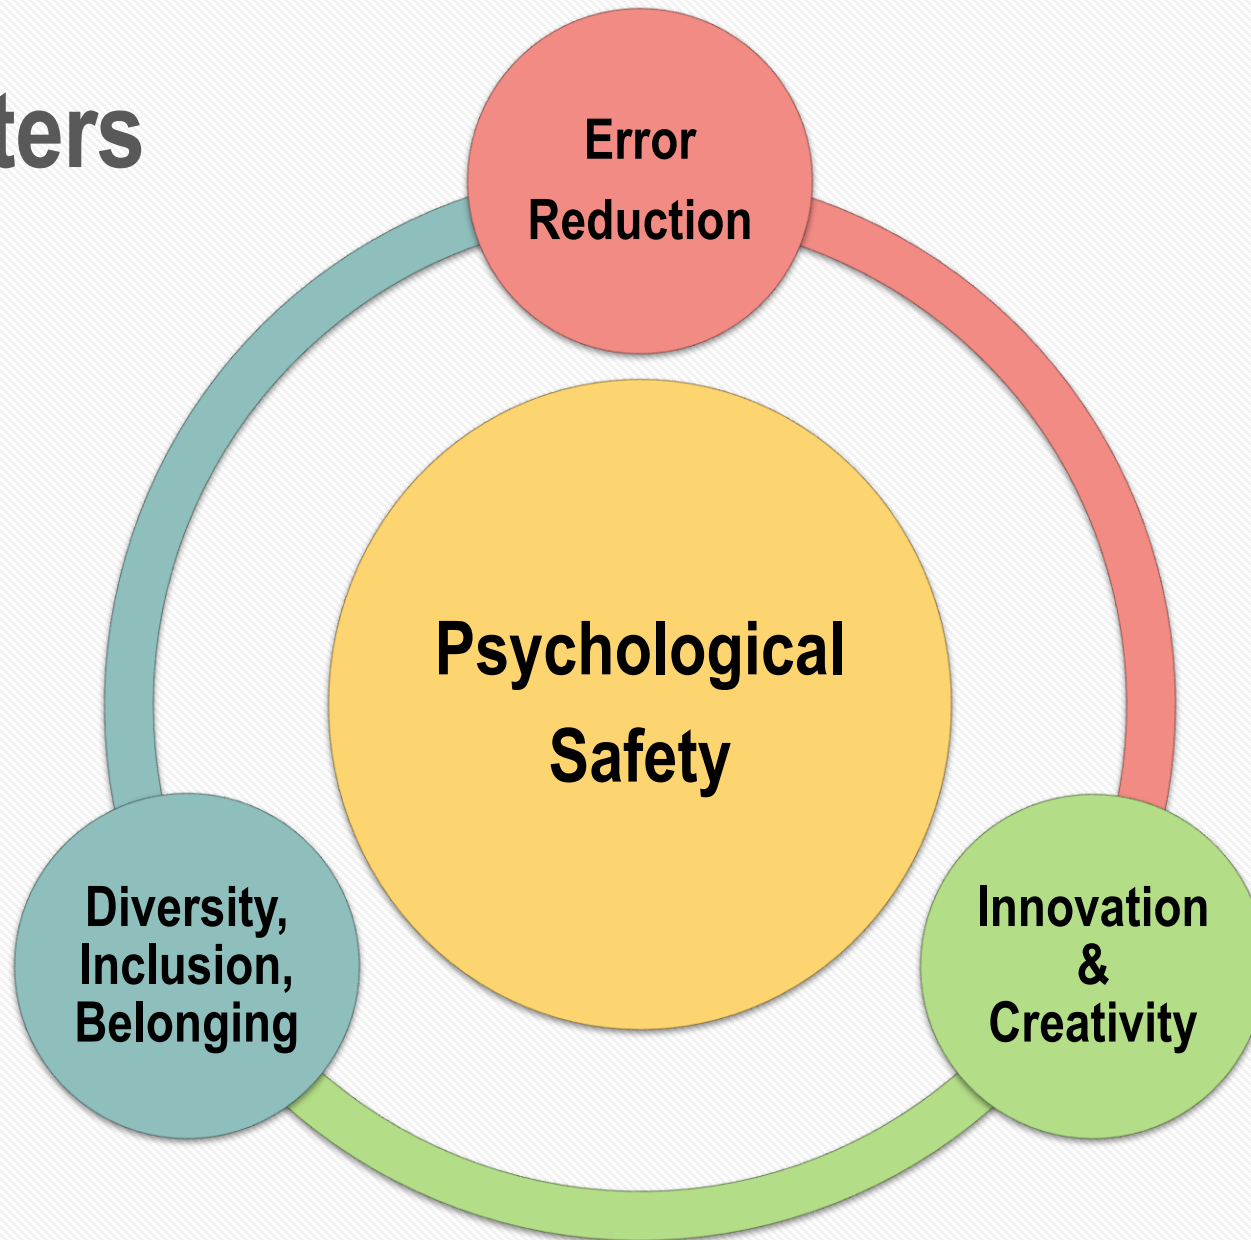 ters
Error
Reduction
Psychological
Safety
Diversity,
Inclusion,
Belonging
Innovation
&
Creativity